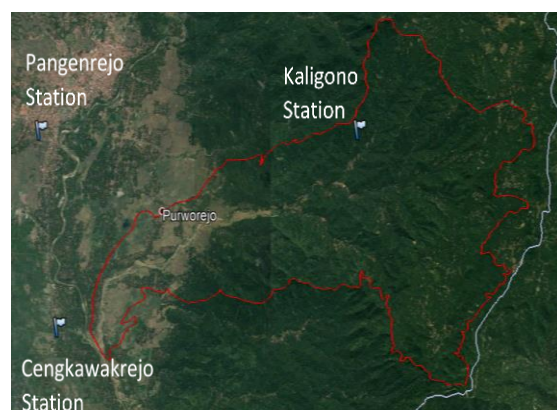 Pangenrejo
Station
Kaligono
Station
Purworejo
Cengkawakrejo
Station